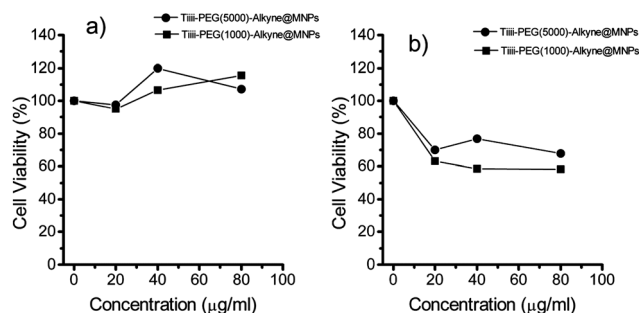 a)
Tiiii-PEG(5000)-Alkyne@MNPs
Tiiii-PEG(1000)-Alkyne@MNPs
140
120
100
80
60
40
20
0
Cell Viability (%)
0 20 40 60 80 100
Concentration (μg/ml)
b)
Tiiii-PEG(5000)-Alkyne@MNPs
Tiiii-PEG(1000)-Alkyne@MNPs
140
120
100
80
60
40
20
0
Cell Viability (%)
0 20 40 60 80 100
Concentration (μg/ml)